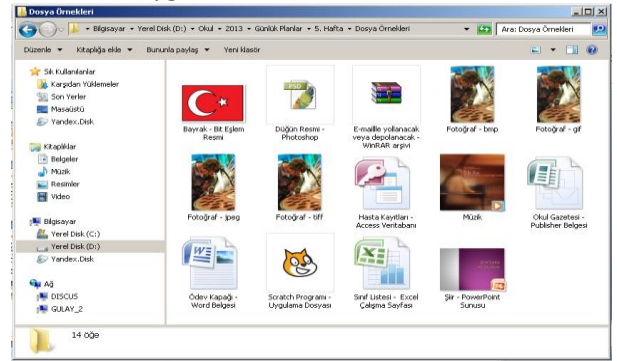 Dosya Örnekleri
Bilgisayar Yerel Disk (D:) Okul 2013 Günlük Planlar 5. Hafta Dosya Örnekleri
Ara: Dosya Örnekleri
Düzenle Kitaplığa ekle Bununla paylaş Yeni klasör
Sık Kullanılanlar
Karşıdan Yüklemeler
Son Yerler
Masaüstü
Yandex.Disk
Kitaplıklar
Belgeler
Müzik
Resimler
Video
Bilgisayar
Yerel Disk (C:)
Yerel Disk (D:)
Yandex.Disk
Ağ
DISCUS
GULAY_2
Bayrak - Bit Eşlem
Resmi
PSD
Düğün Resmi -
Photoshop
E-maille yollanacak
veya depolanacak -
WinRAR arşivi
Fotoğraf - bmp
Fotoğraf - gif
Fotoğraf - jpeg
Fotoğraf - tiff
Hasta Kayıtları -
Access Veritabanı
Müzik
Okul Gazetesi -
Publisher Belgesi
Ödev Kapağı -
Word Belgesi
Scratch Programı -
Uygulama Dosyası
Sınıf Listesi - Excel
Çalışma Sayfası
Şiir - PowerPoint
Sunusu
14 öğe